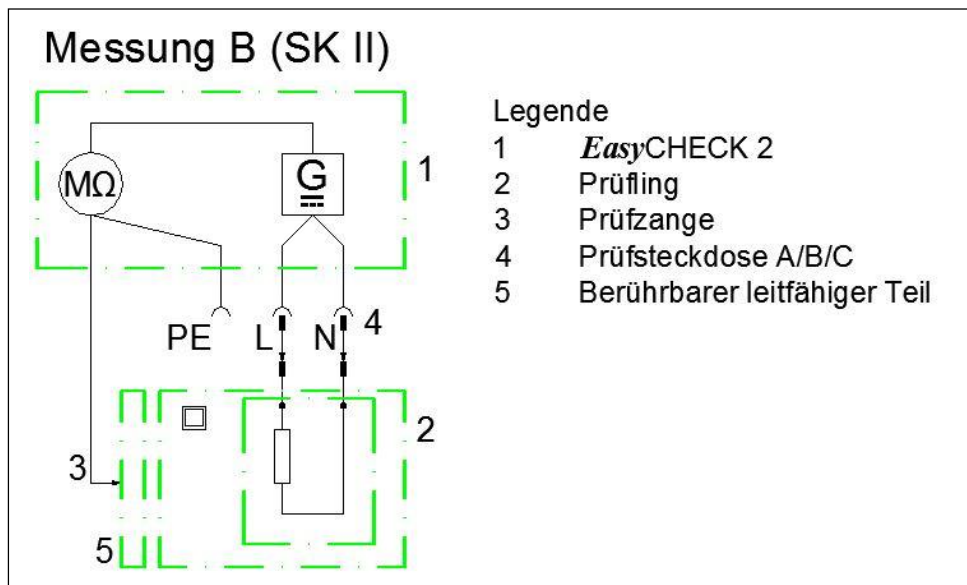 Messung B (SK II)
Legende
1 EasyCHECK 2
2 Prüfling
3 Prüfzange
4 Prüfsteckdose A/B/C
5 Berührbarer leitfähiger Teil
MΩ
G
1
PE
L
N
4
2
3
5